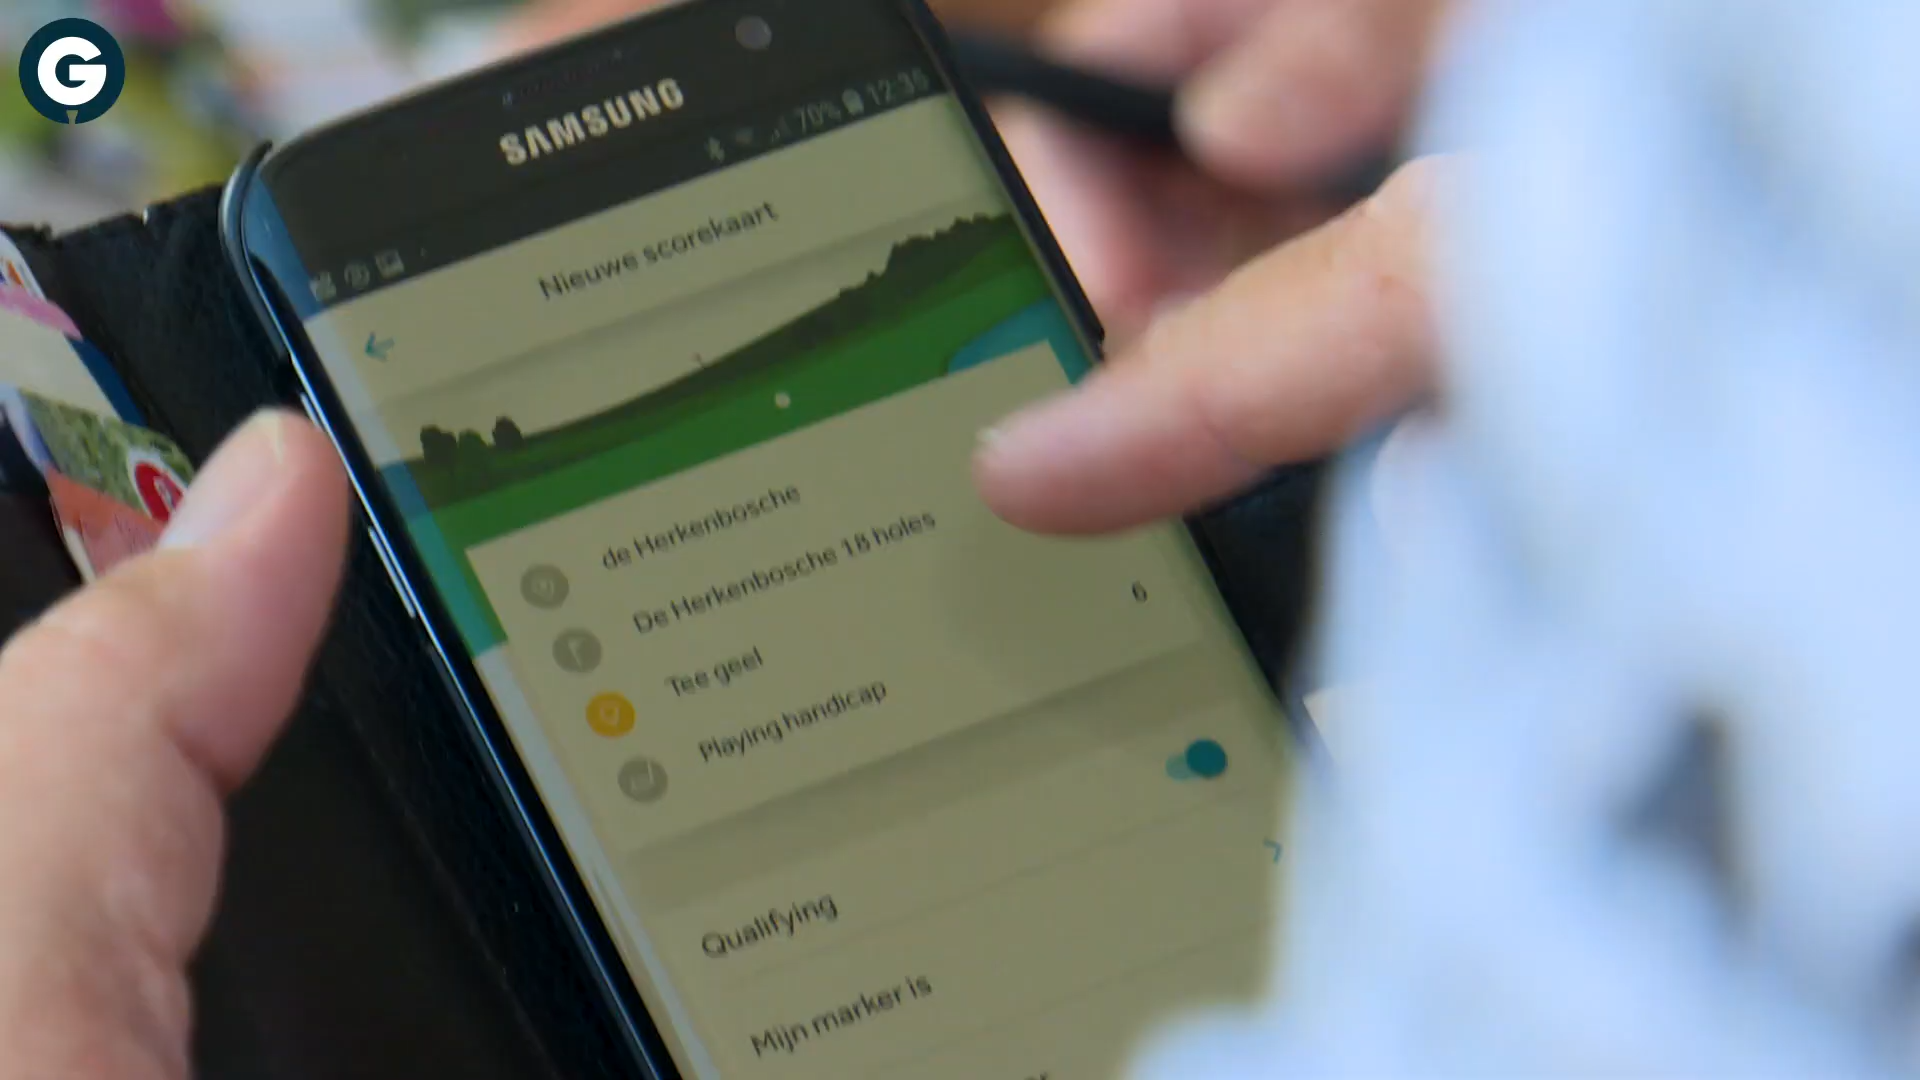 G
SAMSUNG
70% 12:35
Nieuwe scorekaart
de Herkenbosche
De Herkenbosche 18 holes
Tee geel
Playing handicap 6
Qualifying
Mijn marker is